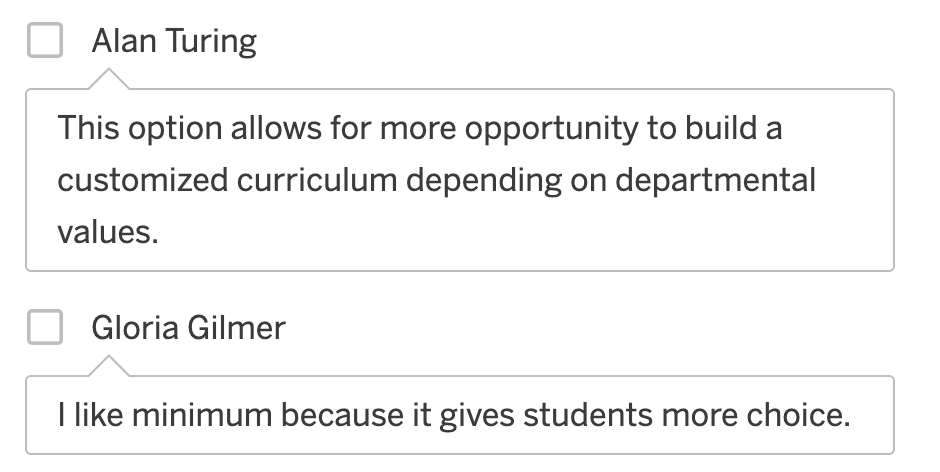 Alan Turing
This option allows for more opportunity to build a
customized curriculum depending on departmental
values.
Gloria Gilmer
I like minimum because it gives students more choice.